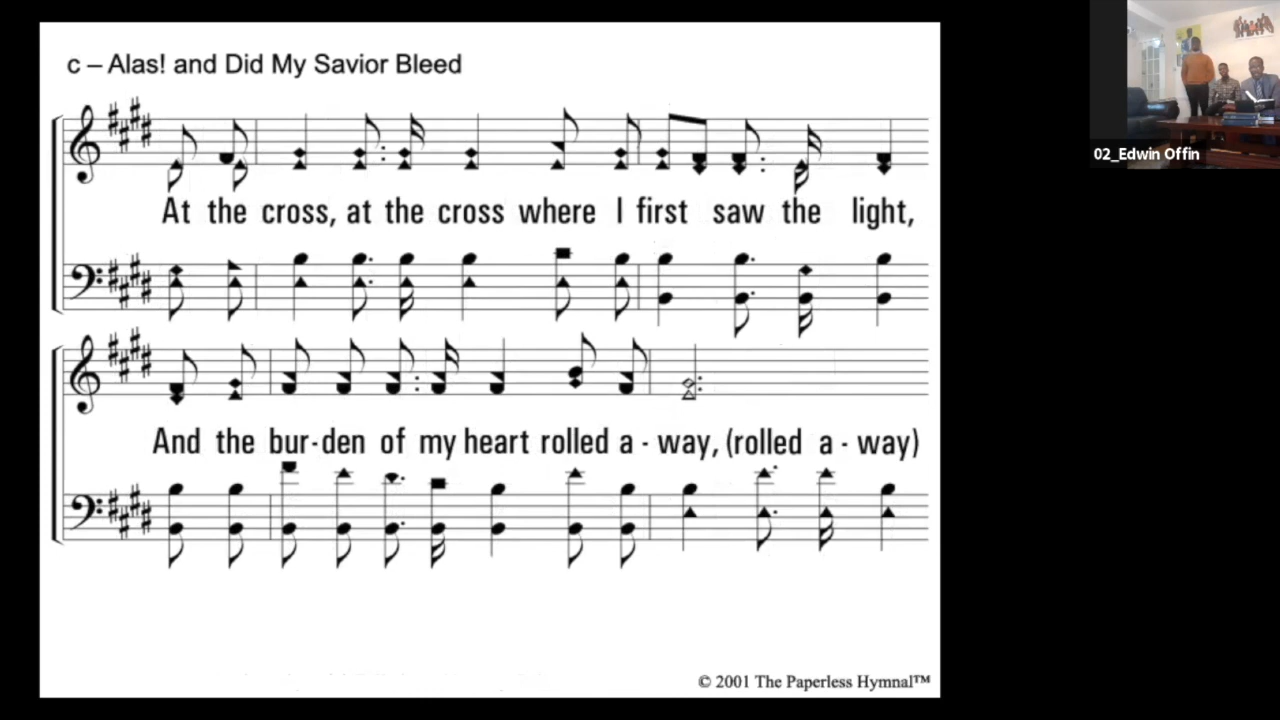 c – Alas! and Did My Savior Bleed
At the cross, at the cross where I first saw the light,
And the bur-den of my heart rolled a - way, (rolled a - way)
© 2001 The Paperless Hymnal™
02_Edwin Offin